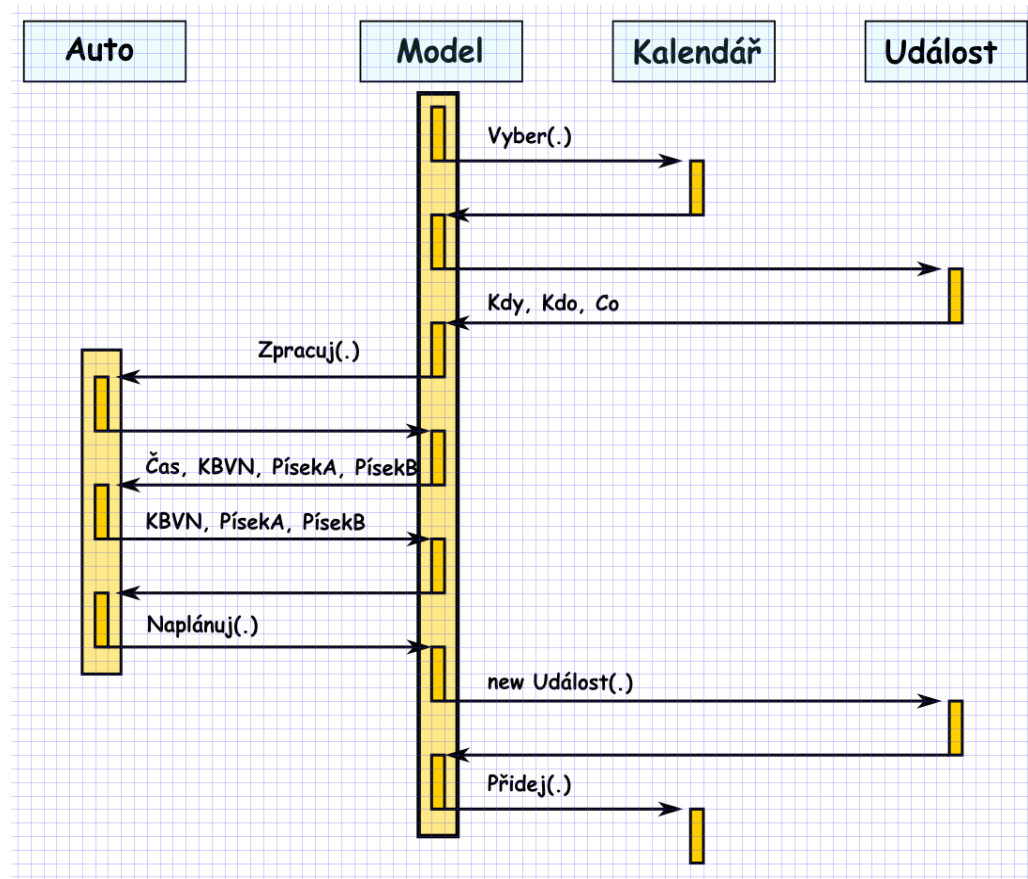 Auto
Model
Kalendář
Událost
Vyber(.)
Kdy, Kdo, Co
Zpracuj(.)
Čas, KBVN, PísekA, PísekB
KBVN, PísekA, PísekB
Naplánuj(.)
new Událost(.)
Přidej(.)